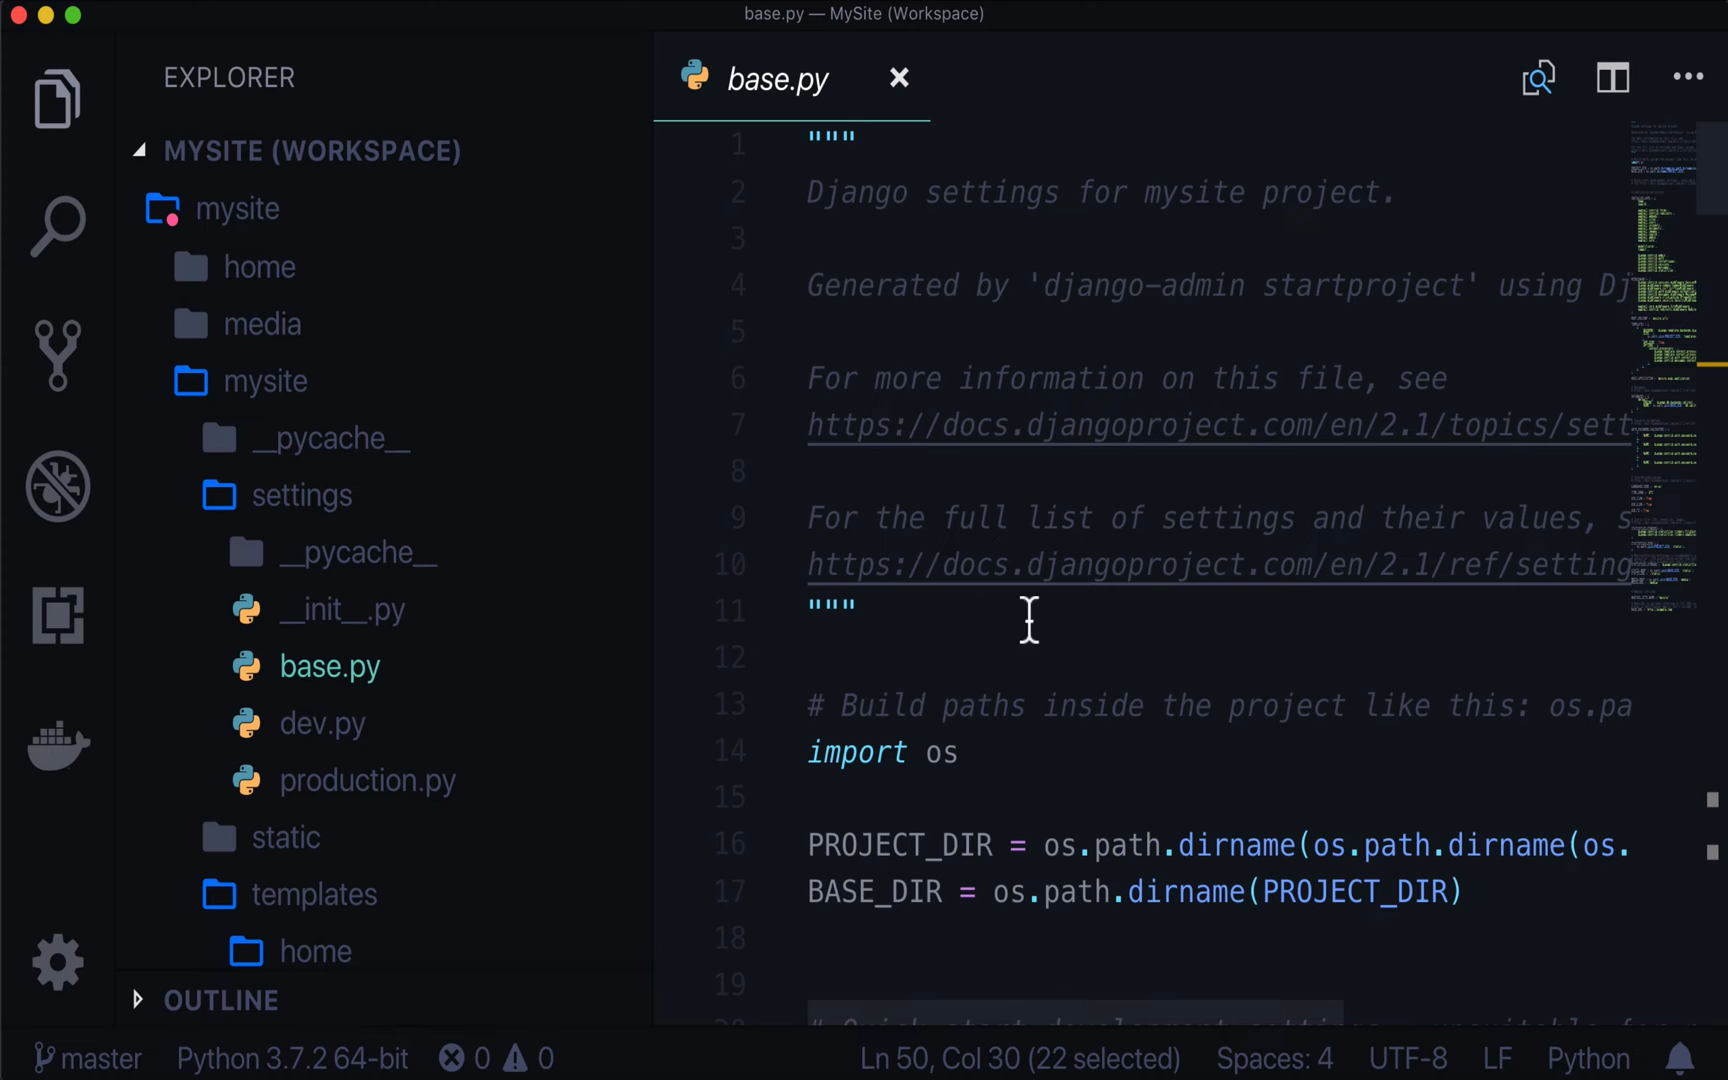 base.py — MySite (Workspace)
EXPLORER
MYSITE (WORKSPACE)
mysite
home
media
mysite
__pycache__
settings
__pycache__
__init__.py
base.py
dev.py
production.py
static
templates
home
OUTLINE
base.py
1 """
2 Django settings for mysite project.
3
4 Generated by 'django-admin startproject' using Dj
5
6 For more information on this file, see
7 https://docs.djangoproject.com/en/2.1/topics/sett
8
9 For the full list of settings and their values, s
10 https://docs.djangoproject.com/en/2.1/ref/setting
11 """
12
13 # Build paths inside the project like this: os.pa
14 import os
15
16 PROJECT_DIR = os.path.dirname(os.path.dirname(os.
17 BASE_DIR = os.path.dirname(PROJECT_DIR)
18
19
master Python 3.7.2 64-bit 0 0 Ln 50, Col 30 (22 selected) Spaces: 4 UTF-8 LF Python